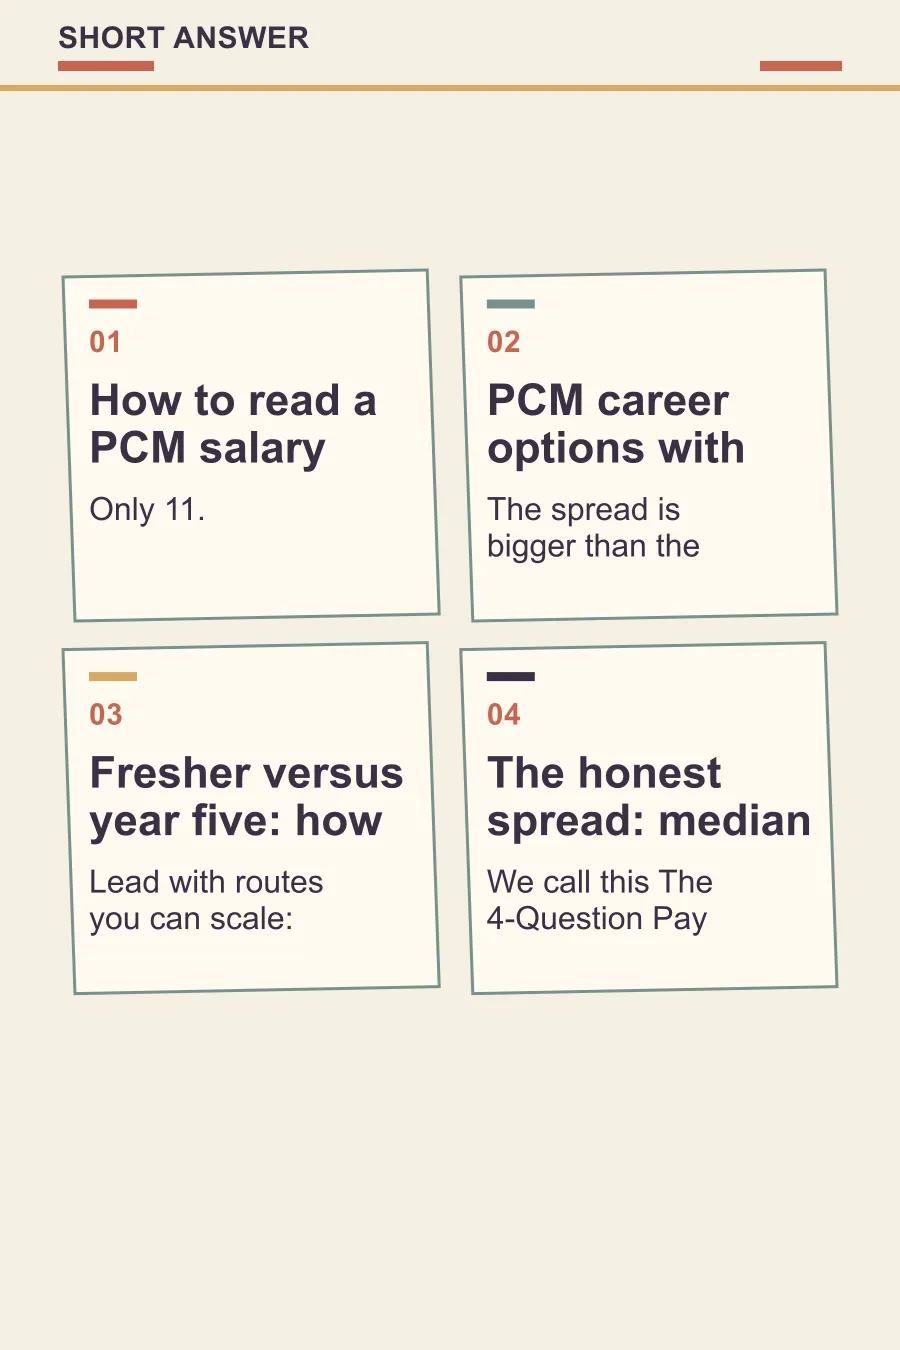 SHORT ANSWER
01
How to read a
PCM salary
Only 11.
02
PCM career
options with
The spread is
bigger than the
03
Fresher versus
year five: how
Lead with routes
you can scale:
04
The honest
spread: median
We call this The
4-Question Pay